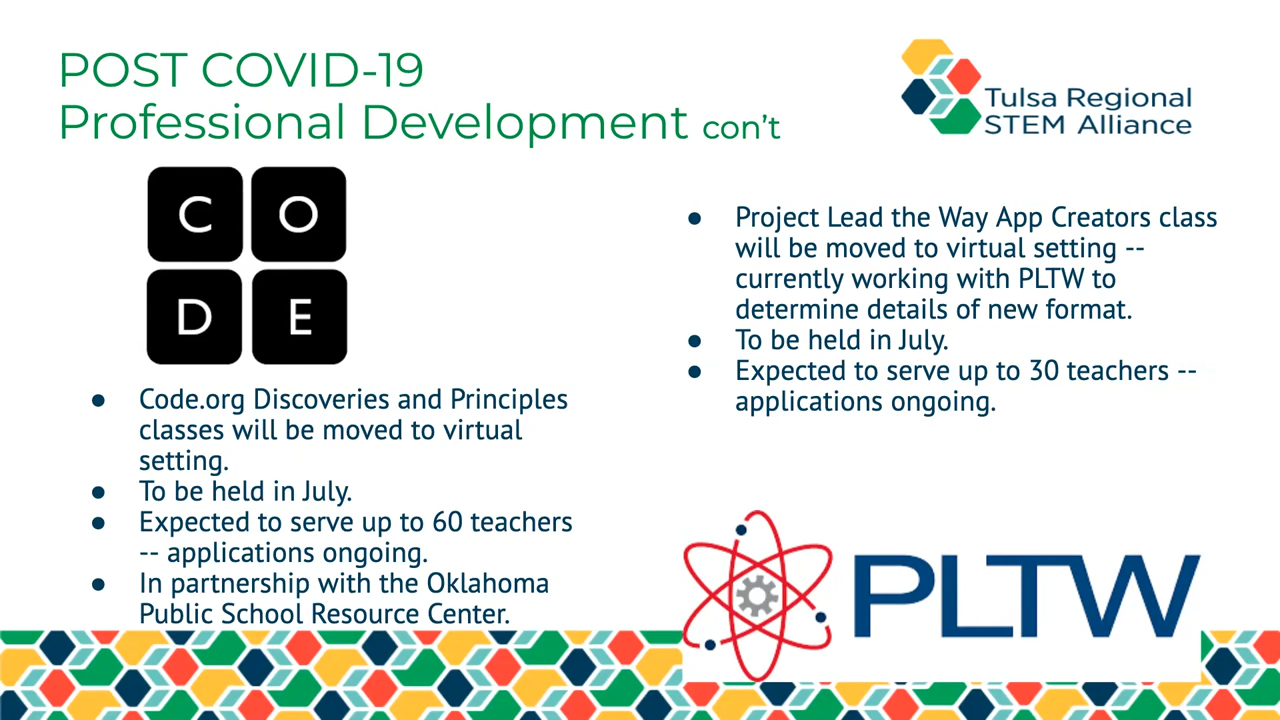 POST COVID-19
Professional Development con't
Tulsa Regional
STEM Alliance
C O
D E
● Code.org Discoveries and Principles
classes will be moved to virtual
setting.
● To be held in July.
● Expected to serve up to 60 teachers
-- applications ongoing.
● In partnership with the Oklahoma
Public School Resource Center.
● Project Lead the Way App Creators class
will be moved to virtual setting --
currently working with PLTW to
determine details of new format.
● To be held in July.
● Expected to serve up to 30 teachers --
applications ongoing.
PLTW